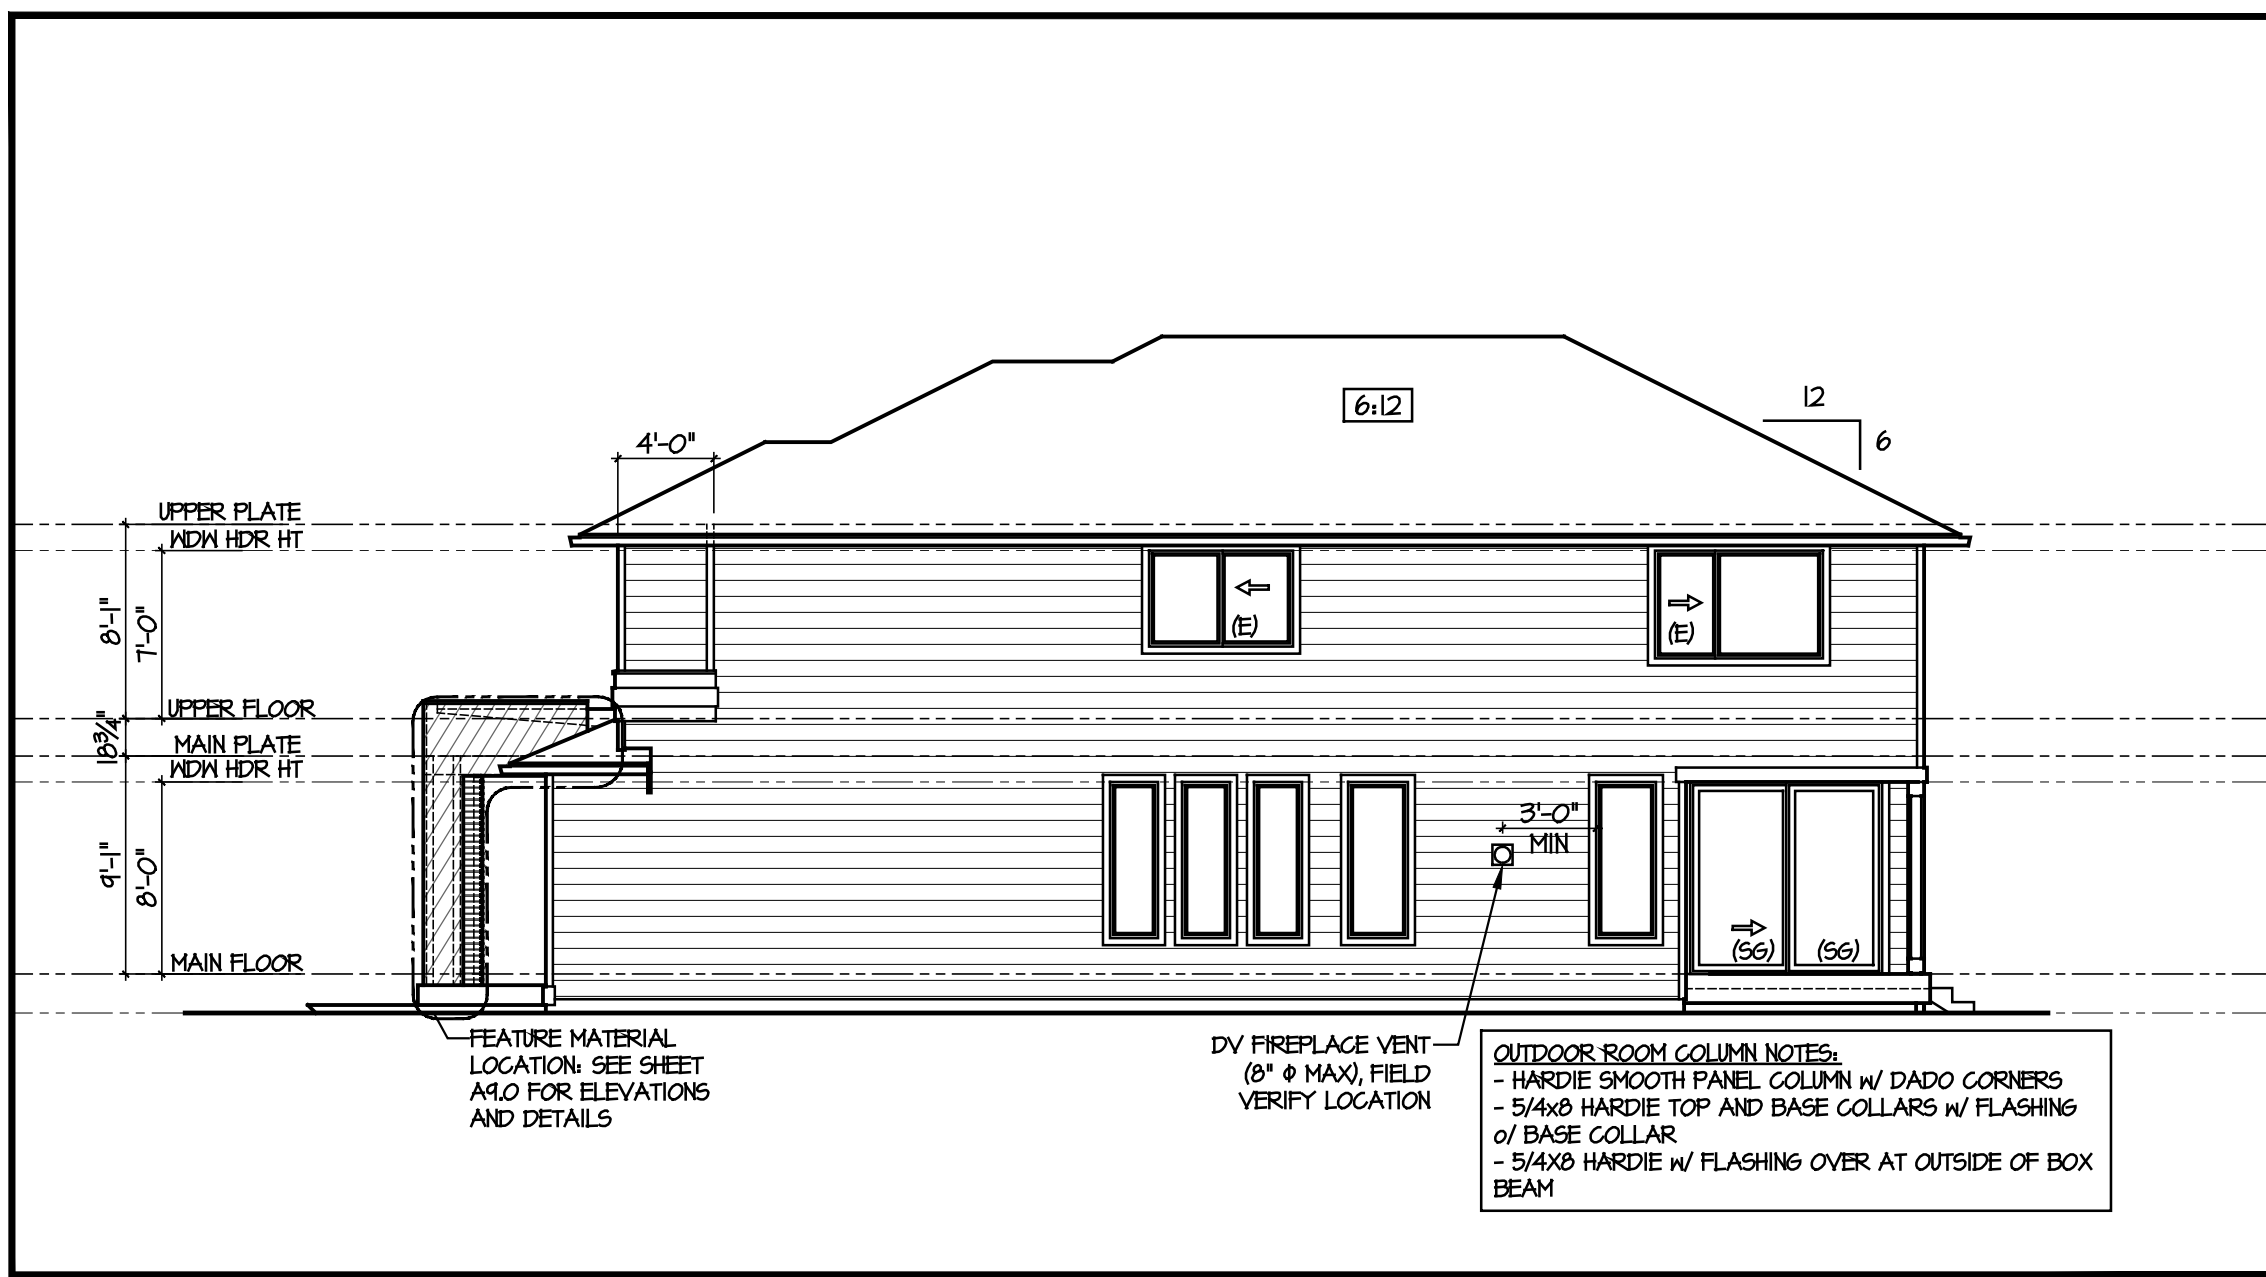 6:12
12
6
4'-0"
UPPER PLATE
WDW HDR HT
8'-1"
7'-0"
UPPER FLOOR
18 3/4"
MAIN PLATE
WDW HDR HT
9'-1"
8'-0"
MAIN FLOOR
(E)
(E)
3'-0"
MIN
(SG)
(SG)
FEATURE MATERIAL
LOCATION: SEE SHEET
A9.0 FOR ELEVATIONS
AND DETAILS
DV FIREPLACE VENT
(8" Φ MAX), FIELD
VERIFY LOCATION
OUTDOOR ROOM COLUMN NOTES:
- HARDIE SMOOTH PANEL COLUMN W/ DADO CORNERS
- 5/4x8 HARDIE TOP AND BASE COLLARS W/ FLASHING
O/ BASE COLLAR
- 5/4X8 HARDIE W/ FLASHING OVER AT OUTSIDE OF BOX
BEAM